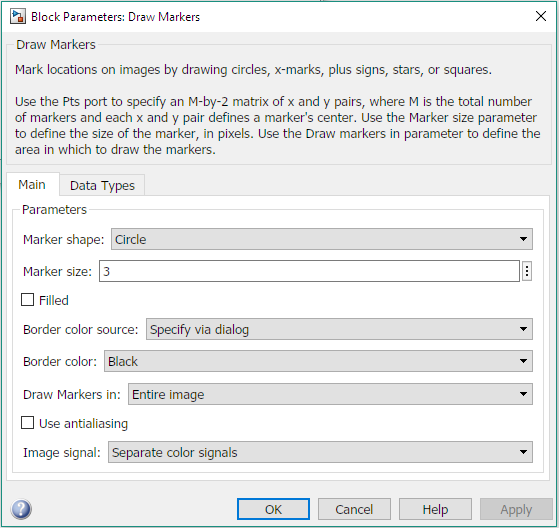 Block Parameters: Draw Markers
Draw Markers
Mark locations on images by drawing circles, x-marks, plus signs, stars, or squares.
Use the Pts port to specify an M-by-2 matrix of x and y pairs, where M is the total number
of markers and each x and y pair defines a marker's center. Use the Marker size parameter
to define the size of the marker, in pixels. Use the Draw markers in parameter to define the
area in which to draw the markers.
Main Data Types
Parameters
Marker shape: Circle
Marker size: 3
Filled
Border color source: Specify via dialog
Border color: Black
Draw Markers in: Entire image
Use antialiasing
Image signal: Separate color signals
? OK Cancel Help Apply